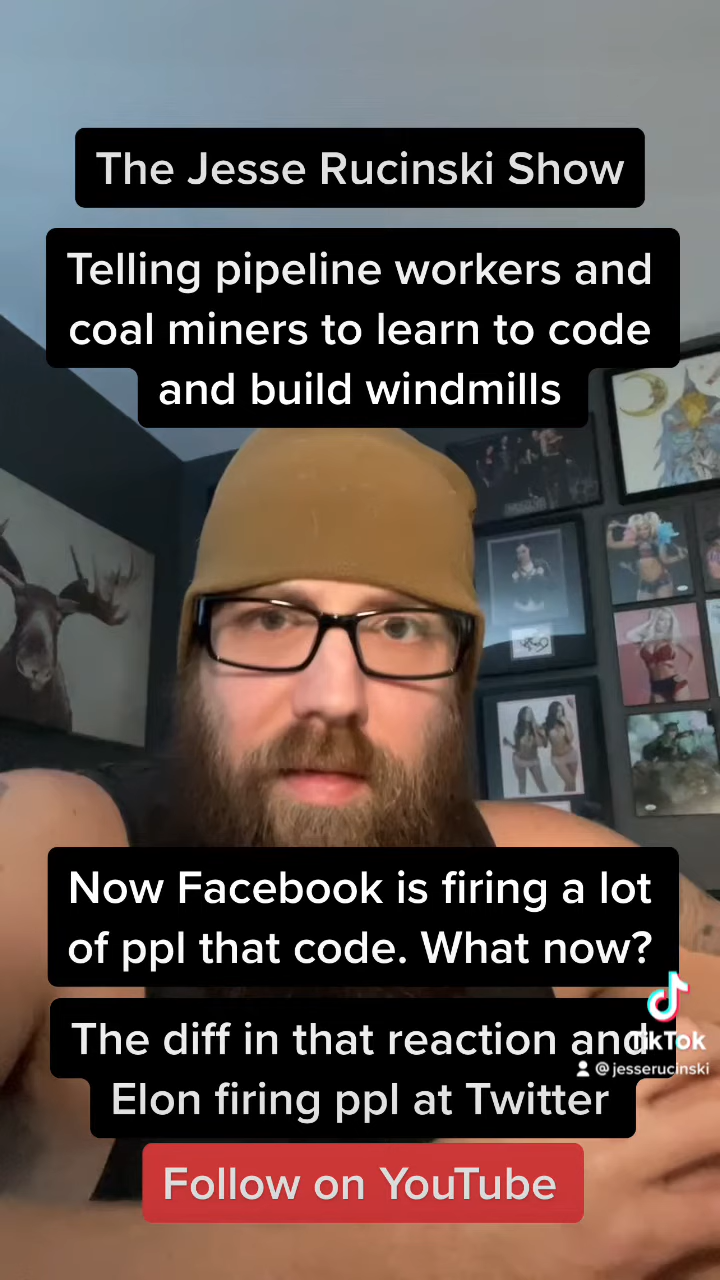 The Jesse Rucinski Show
Telling pipeline workers and
coal miners to learn to code
and build windmills
Now Facebook is firing a lot
of ppl that code. What now?
The diff in that reaction and
Elon firing ppl at Twitter
TikTok
@jesserucinski
Follow on YouTube